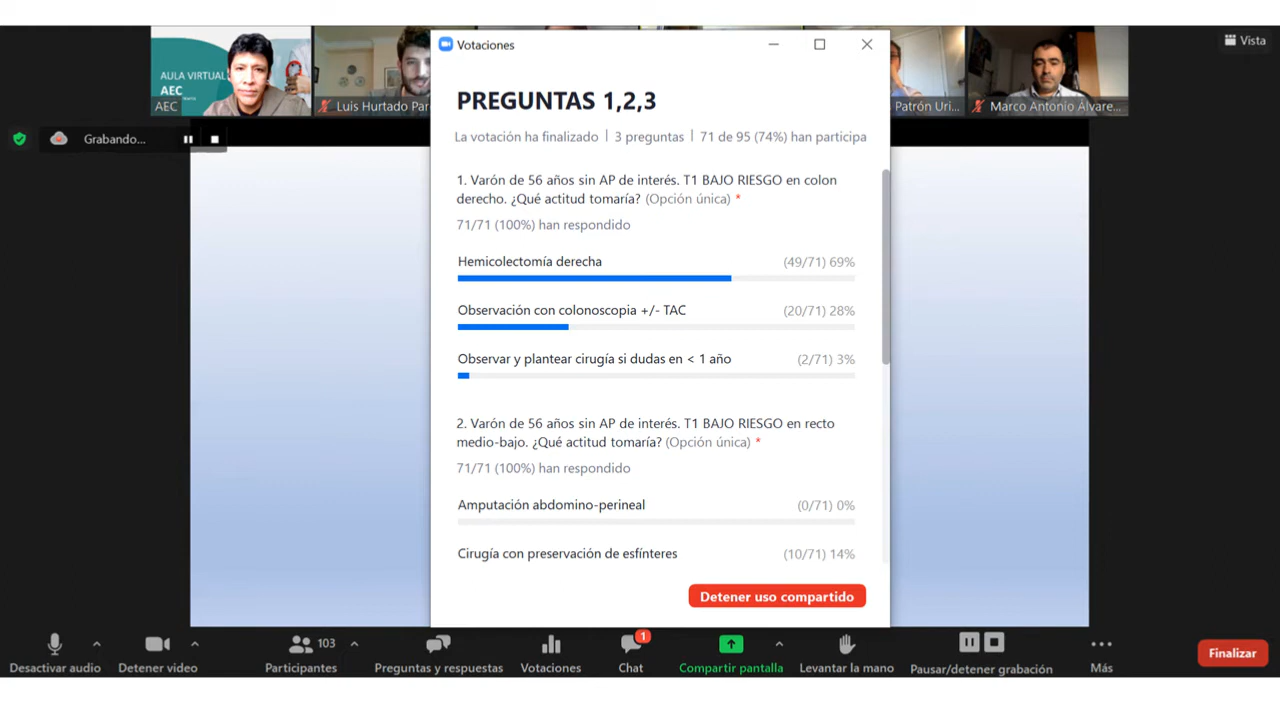 AULA VIRTUAL
AEC
AEC
Luis Hurtado Par
Votaciones
Patrón Uri...
Marco Antonio Álvare...
Vista
Grabando...
PREGUNTAS 1,2,3
La votación ha finalizado | 3 preguntas | 71 de 95 (74%) han participa
1. Varón de 56 años sin AP de interés. T1 BAJO RIESGO en colon
derecho. ¿Qué actitud tomaría? (Opción única) *
71/71 (100%) han respondido
Hemicolectomía derecha (49/71) 69%
Observación con colonoscopia +/- TAC (20/71) 28%
Observar y plantear cirugía si dudas en < 1 año (2/71) 3%
2. Varón de 56 años sin AP de interés. T1 BAJO RIESGO en recto
medio-bajo. ¿Qué actitud tomaría? (Opción única) *
71/71 (100%) han respondido
Amputación abdomino-perineal (0/71) 0%
Cirugía con preservación de esfínteres (10/71) 14%
Detener uso compartido
Desactivar audio
Detener video
103
Participantes
Preguntas y respuestas
Votaciones
1
Chat
Compartir pantalla
Levantar la mano
Pausar/detener grabación
Más
Finalizar